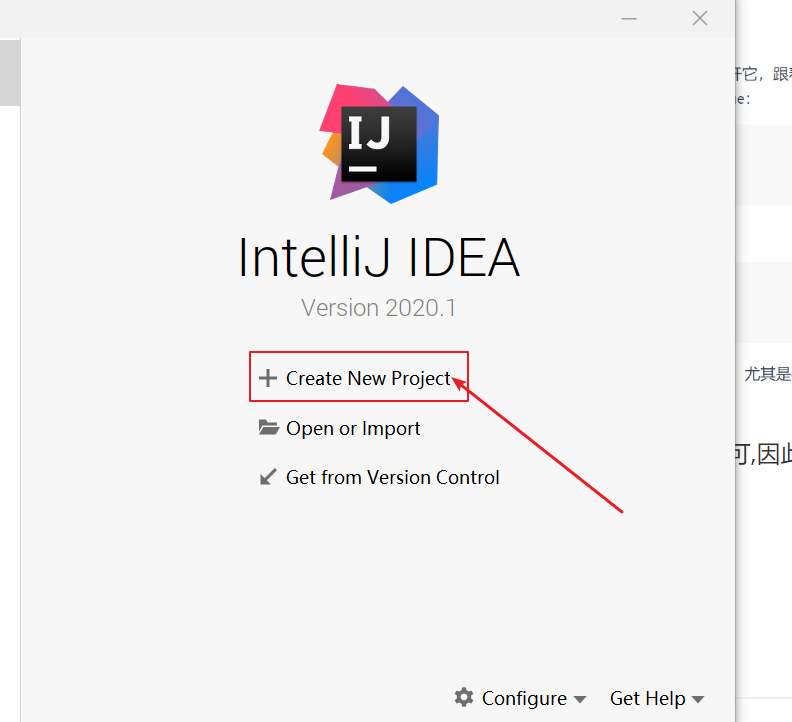 IJ
IntelliJ IDEA
Version 2020.1
Create New Project
Open or Import
Get from Version Control
Configure
Get Help
开它，跟
e：
尤其是
可,因此